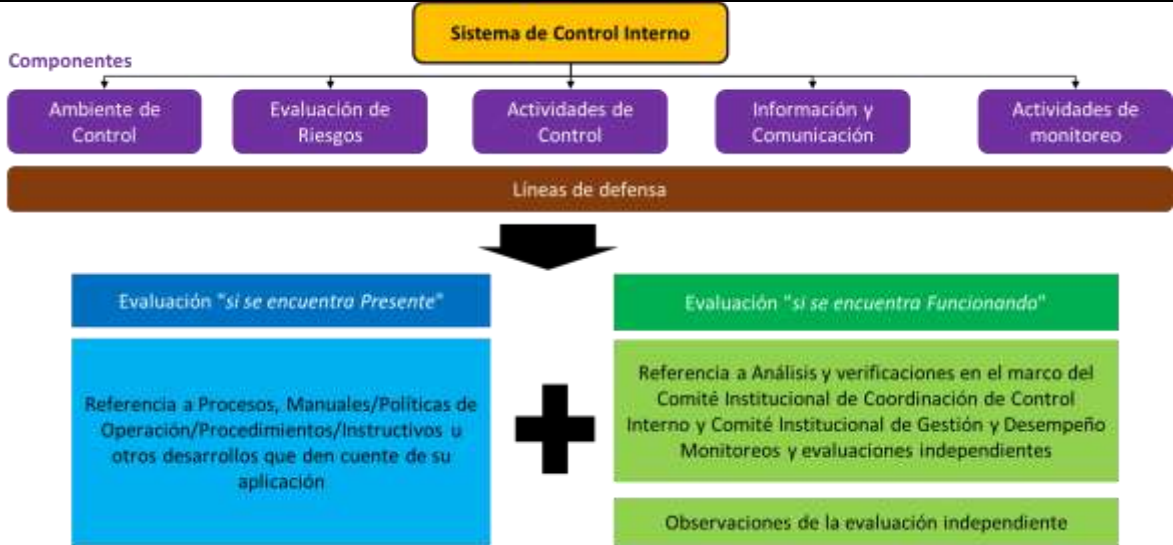 Sistema de Control Interno
Componentes
Ambiente de
Control
Evaluación de
Riesgos
Actividades de
Control
Información y
Comunicación
Actividades de
monitoreo
Líneas de defensa
Evaluación "si se encuentra Presente"
Referencia a Procesos, Manuales/Políticas de
Operación/Procedimientos/Instructivos u
otros desarrollos que den cuente de su
aplicación
Evaluación "si se encuentra Funcionando"
Referencia a Análisis y verificaciones en el marco del
Comité Institucional de Coordinación de Control
Interno y Comité Institucional de Gestión y Desempeño
Monitoreos y evaluaciones independientes
Observaciones de la evaluación independiente